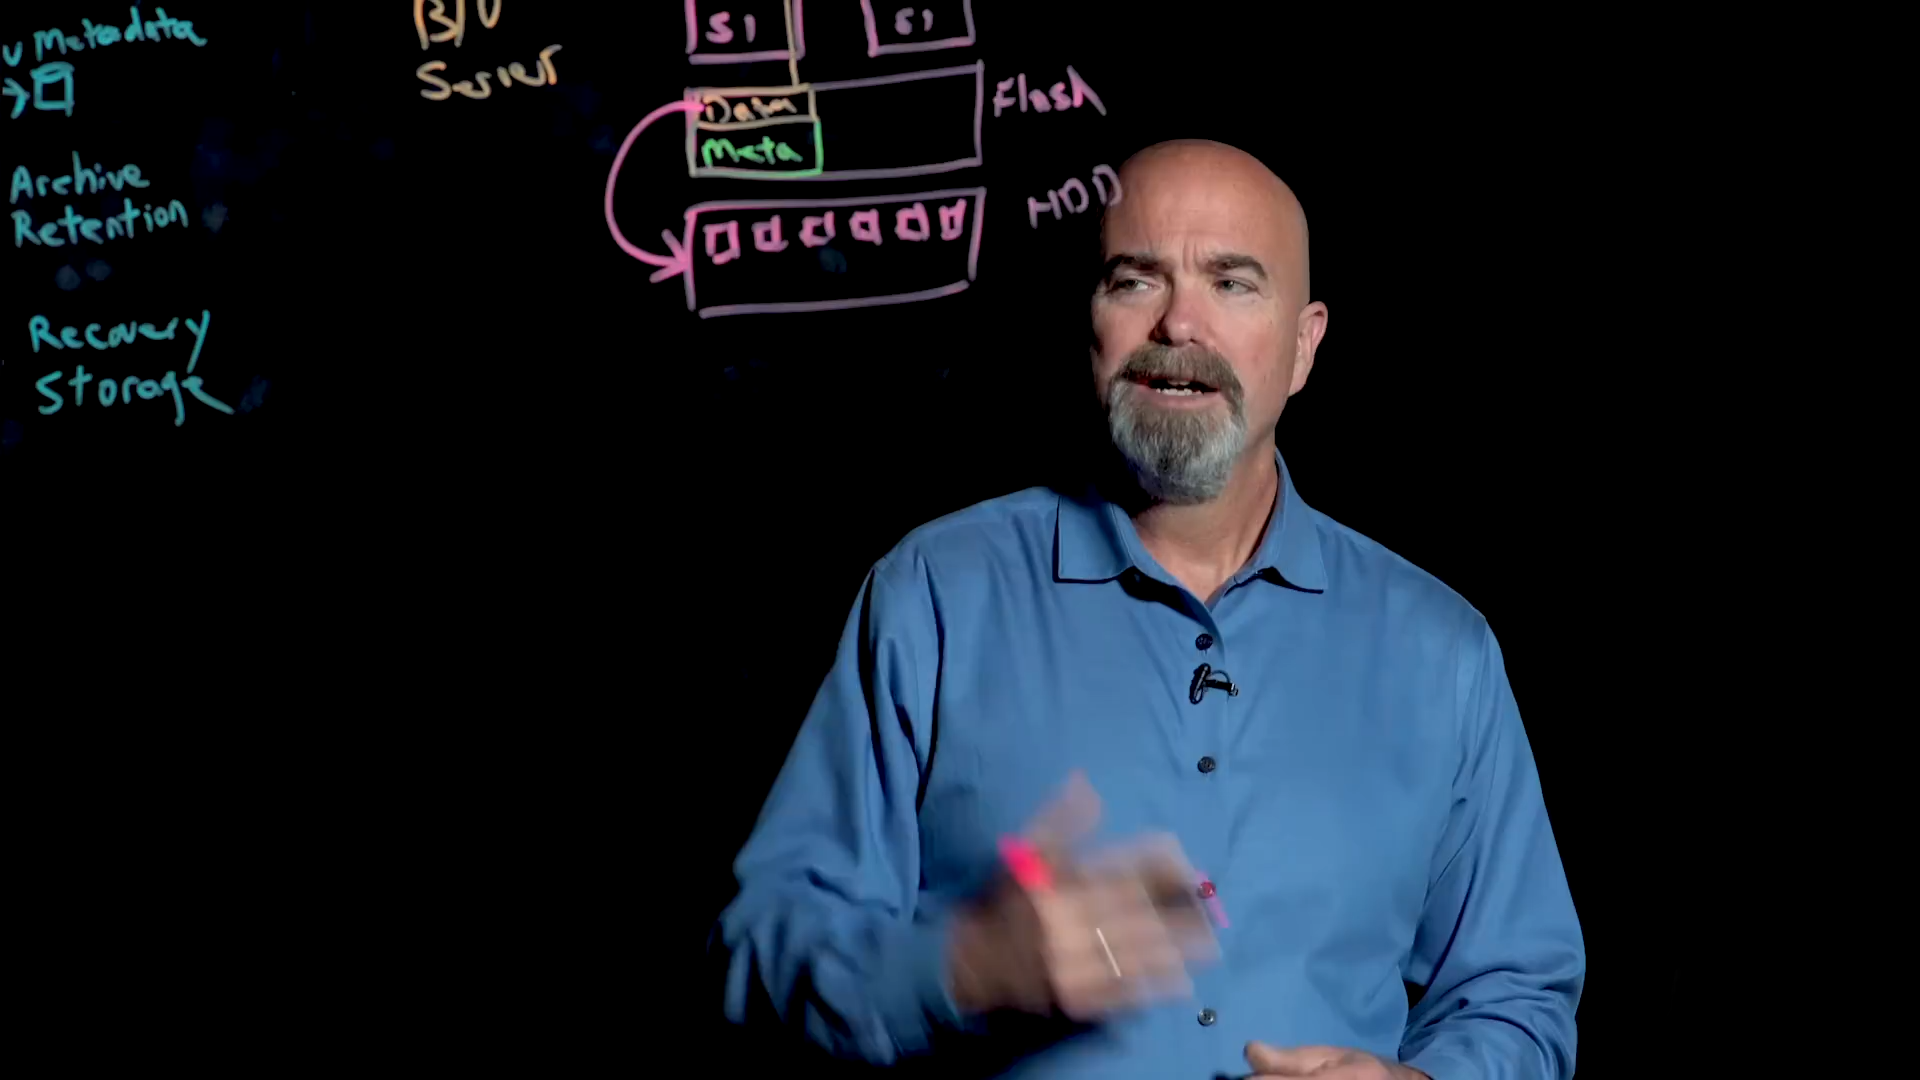 Metadata
Archive
Retention
Recovery
Storage
Server
S1
S1
Data
Meta
Flash
HDD